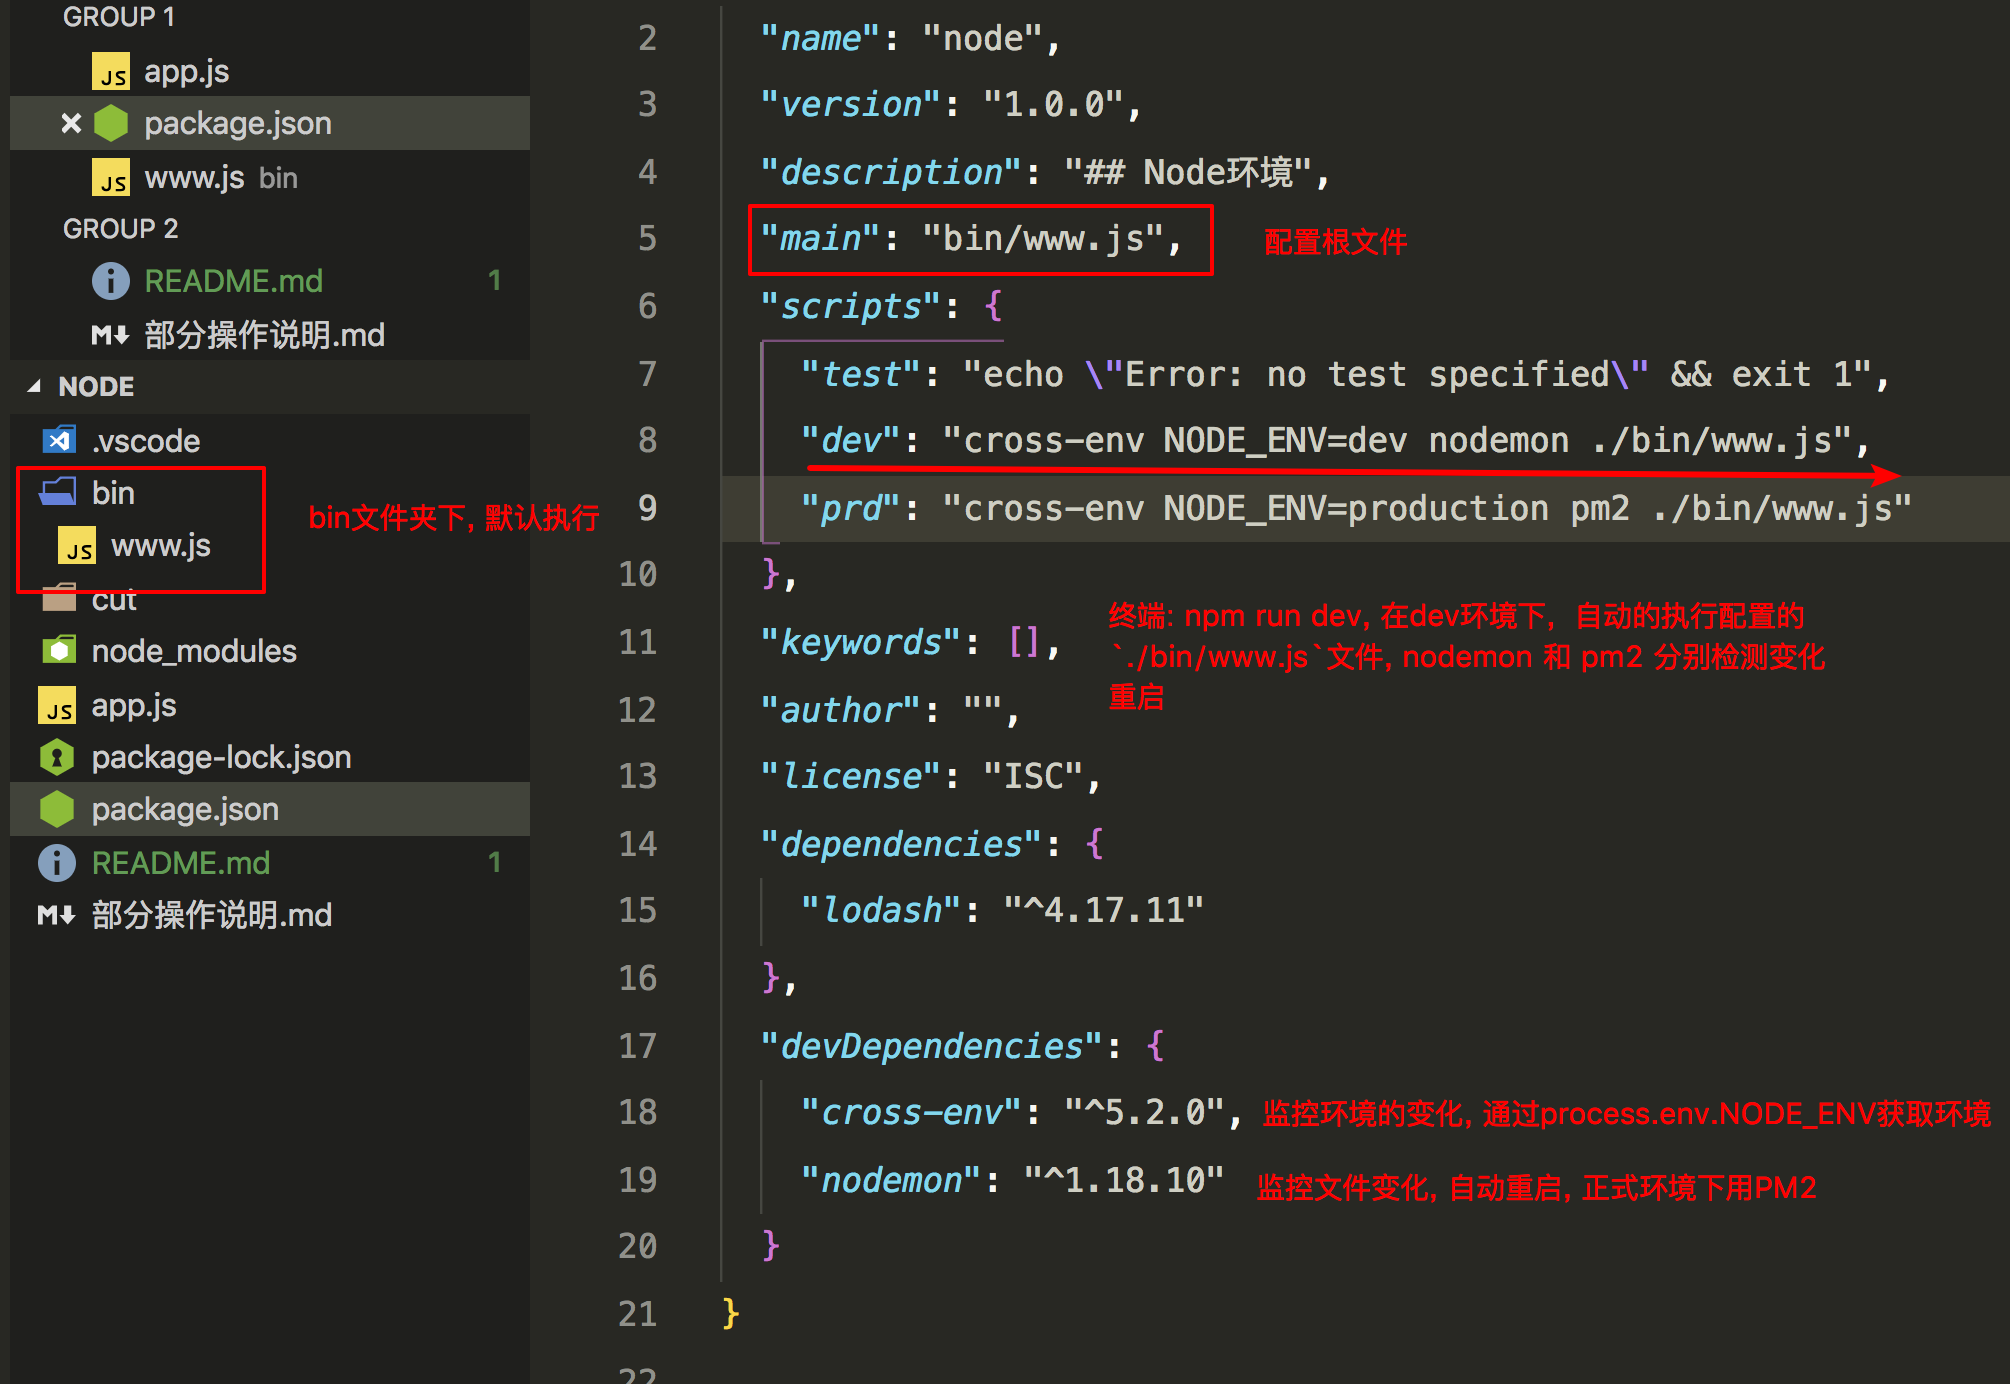 GROUP 1
app.js
package.json
www.js bin
GROUP 2
README.md 1
部分操作说明.md
NODE
.vscode
bin
www.js
bin文件夹下, 默认执行
cut
node_modules
app.js
package-lock.json
package.json
README.md 1
部分操作说明.md
2 "name": "node",
3 "version": "1.0.0",
4 "description": "## Node环境",
5 "main": "bin/www.js", 配置根文件
6 "scripts": {
7 "test": "echo \"Error: no test specified\" && exit 1",
8 "dev": "cross-env NODE_ENV=dev nodemon ./bin/www.js",
9 "prd": "cross-env NODE_ENV=production pm2 ./bin/www.js"
10 },
终端: npm run dev, 在dev环境下, 自动的执行配置的
`./bin/www.js`文件, nodemon 和 pm2 分别检测变化
重启
11 "keywords": [],
12 "author": "",
13 "license": "ISC",
14 "dependencies": {
15 "lodash": "^4.17.11"
16 },
17 "devDependencies": {
18 "cross-env": "^5.2.0", 监控环境的变化, 通过process.env.NODE_ENV获取环境
19 "nodemon": "^1.18.10" 监控文件变化, 自动重启, 正式环境下用PM2
20 }
21 }
22